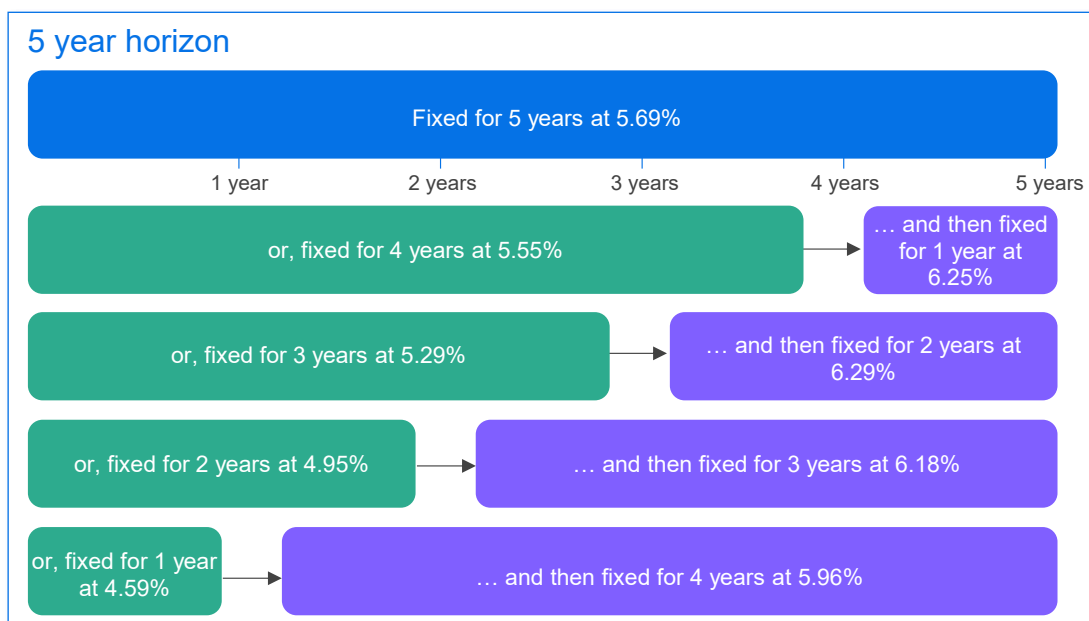 5 year horizon
Fixed for 5 years at 5.69%
1 year
2 years
3 years
4 years
5 years
or, fixed for 4 years at 5.55%
… and then fixed
for 1 year at
6.25%
or, fixed for 3 years at 5.29%
… and then fixed for 2 years at
6.29%
or, fixed for 2 years at 4.95%
… and then fixed for 3 years at 6.18%
or, fixed for 1 year
at 4.59%
… and then fixed for 4 years at 5.96%